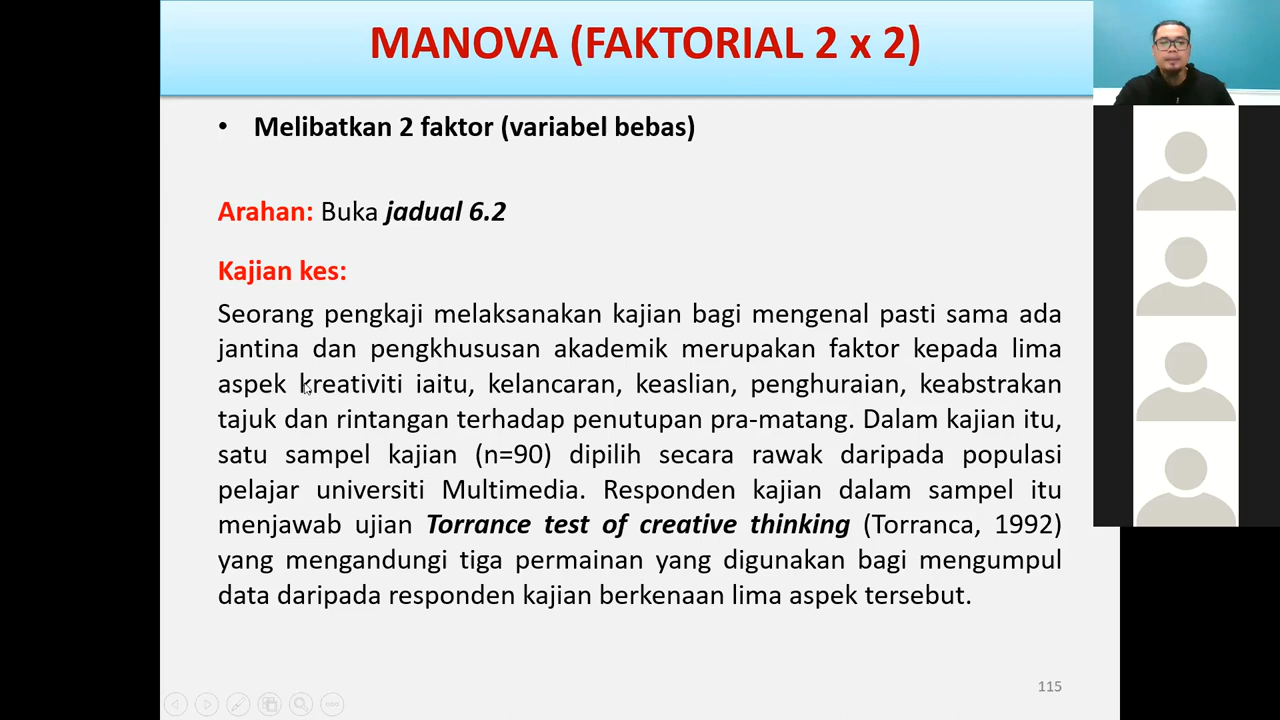 MANOVA (FAKTORIAL 2 x 2)
• Melibatkan 2 faktor (variabel bebas)
Arahan: Buka jadual 6.2
Kajian kes:
Seorang pengkaji melaksanakan kajian bagi mengenal pasti sama ada
jantina dan pengkhususan akademik merupakan faktor kepada lima
aspek kreativiti iaitu, kelancaran, keaslian, penghuraian, keabstrakan
tajuk dan rintangan terhadap penutupan pra-matang. Dalam kajian itu,
satu sampel kajian (n=90) dipilih secara rawak daripada populasi
pelajar universiti Multimedia. Responden kajian dalam sampel itu
menjawab ujian Torrance test of creative thinking (Torranca, 1992)
yang mengandungi tiga permainan yang digunakan bagi mengumpul
data daripada responden kajian berkenaan lima aspek tersebut.
115